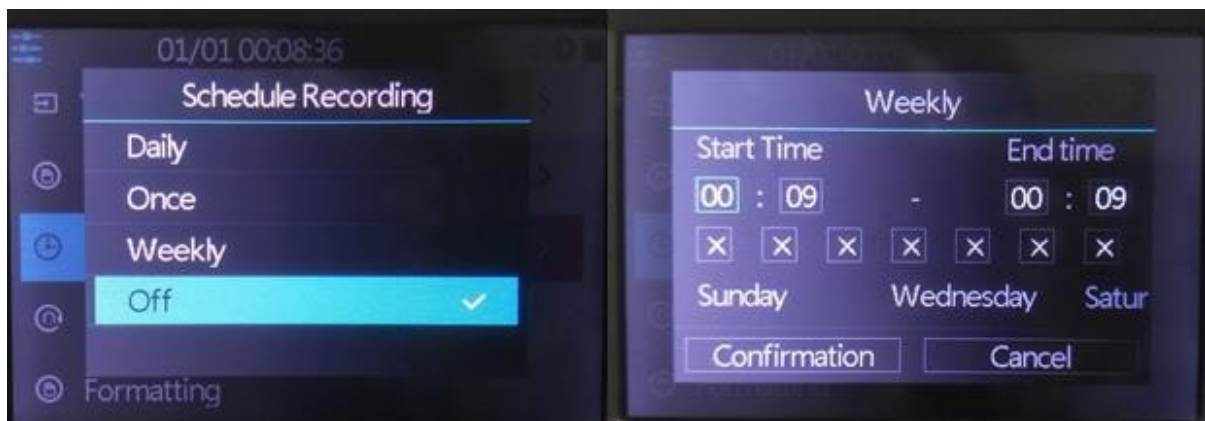 01/01 00:08:36
Schedule Recording
Daily
Once
Weekly
Off
Formatting
Weekly
Start Time End time
00 : 09 - 00 : 09
Sunday Wednesday Satur
Confirmation Cancel